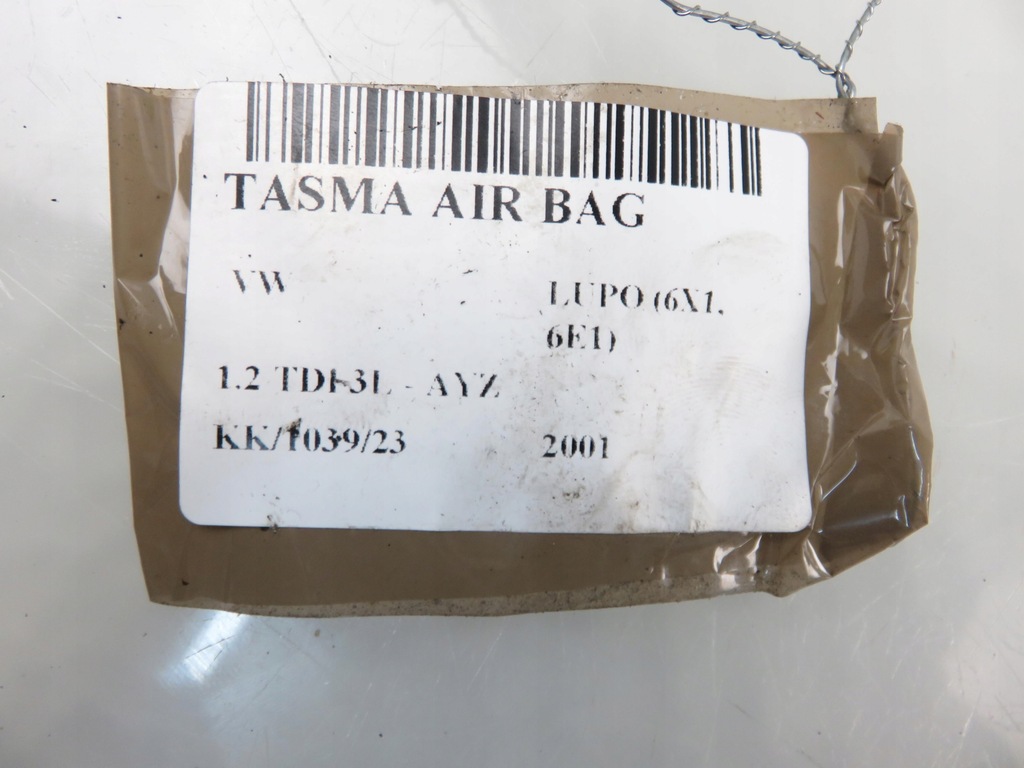 TASMA AIR BAG
VW LUPO (6X1,
6E1)
1.2 TDI-3L - AYZ
KK/1039/23 2001